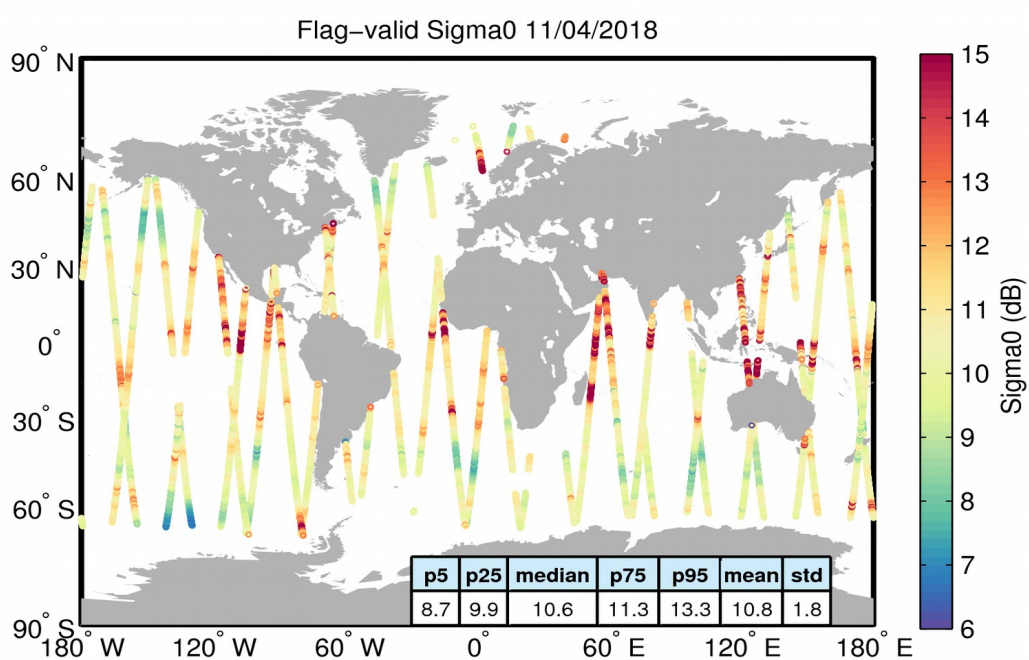 Flag−valid Sigma0 11/04/2018
90° N
60° N
30° N
0°
30° S
60° S
90° S
180° W
120° W
60° W
0°
60° E
120° E
180° E
p5 p25 median p75 p95 mean std
8.7 9.9 10.6 11.3 13.3 10.8 1.8
15
14
13
12
11
10
9
8
7
6
Sigma0 (dB)